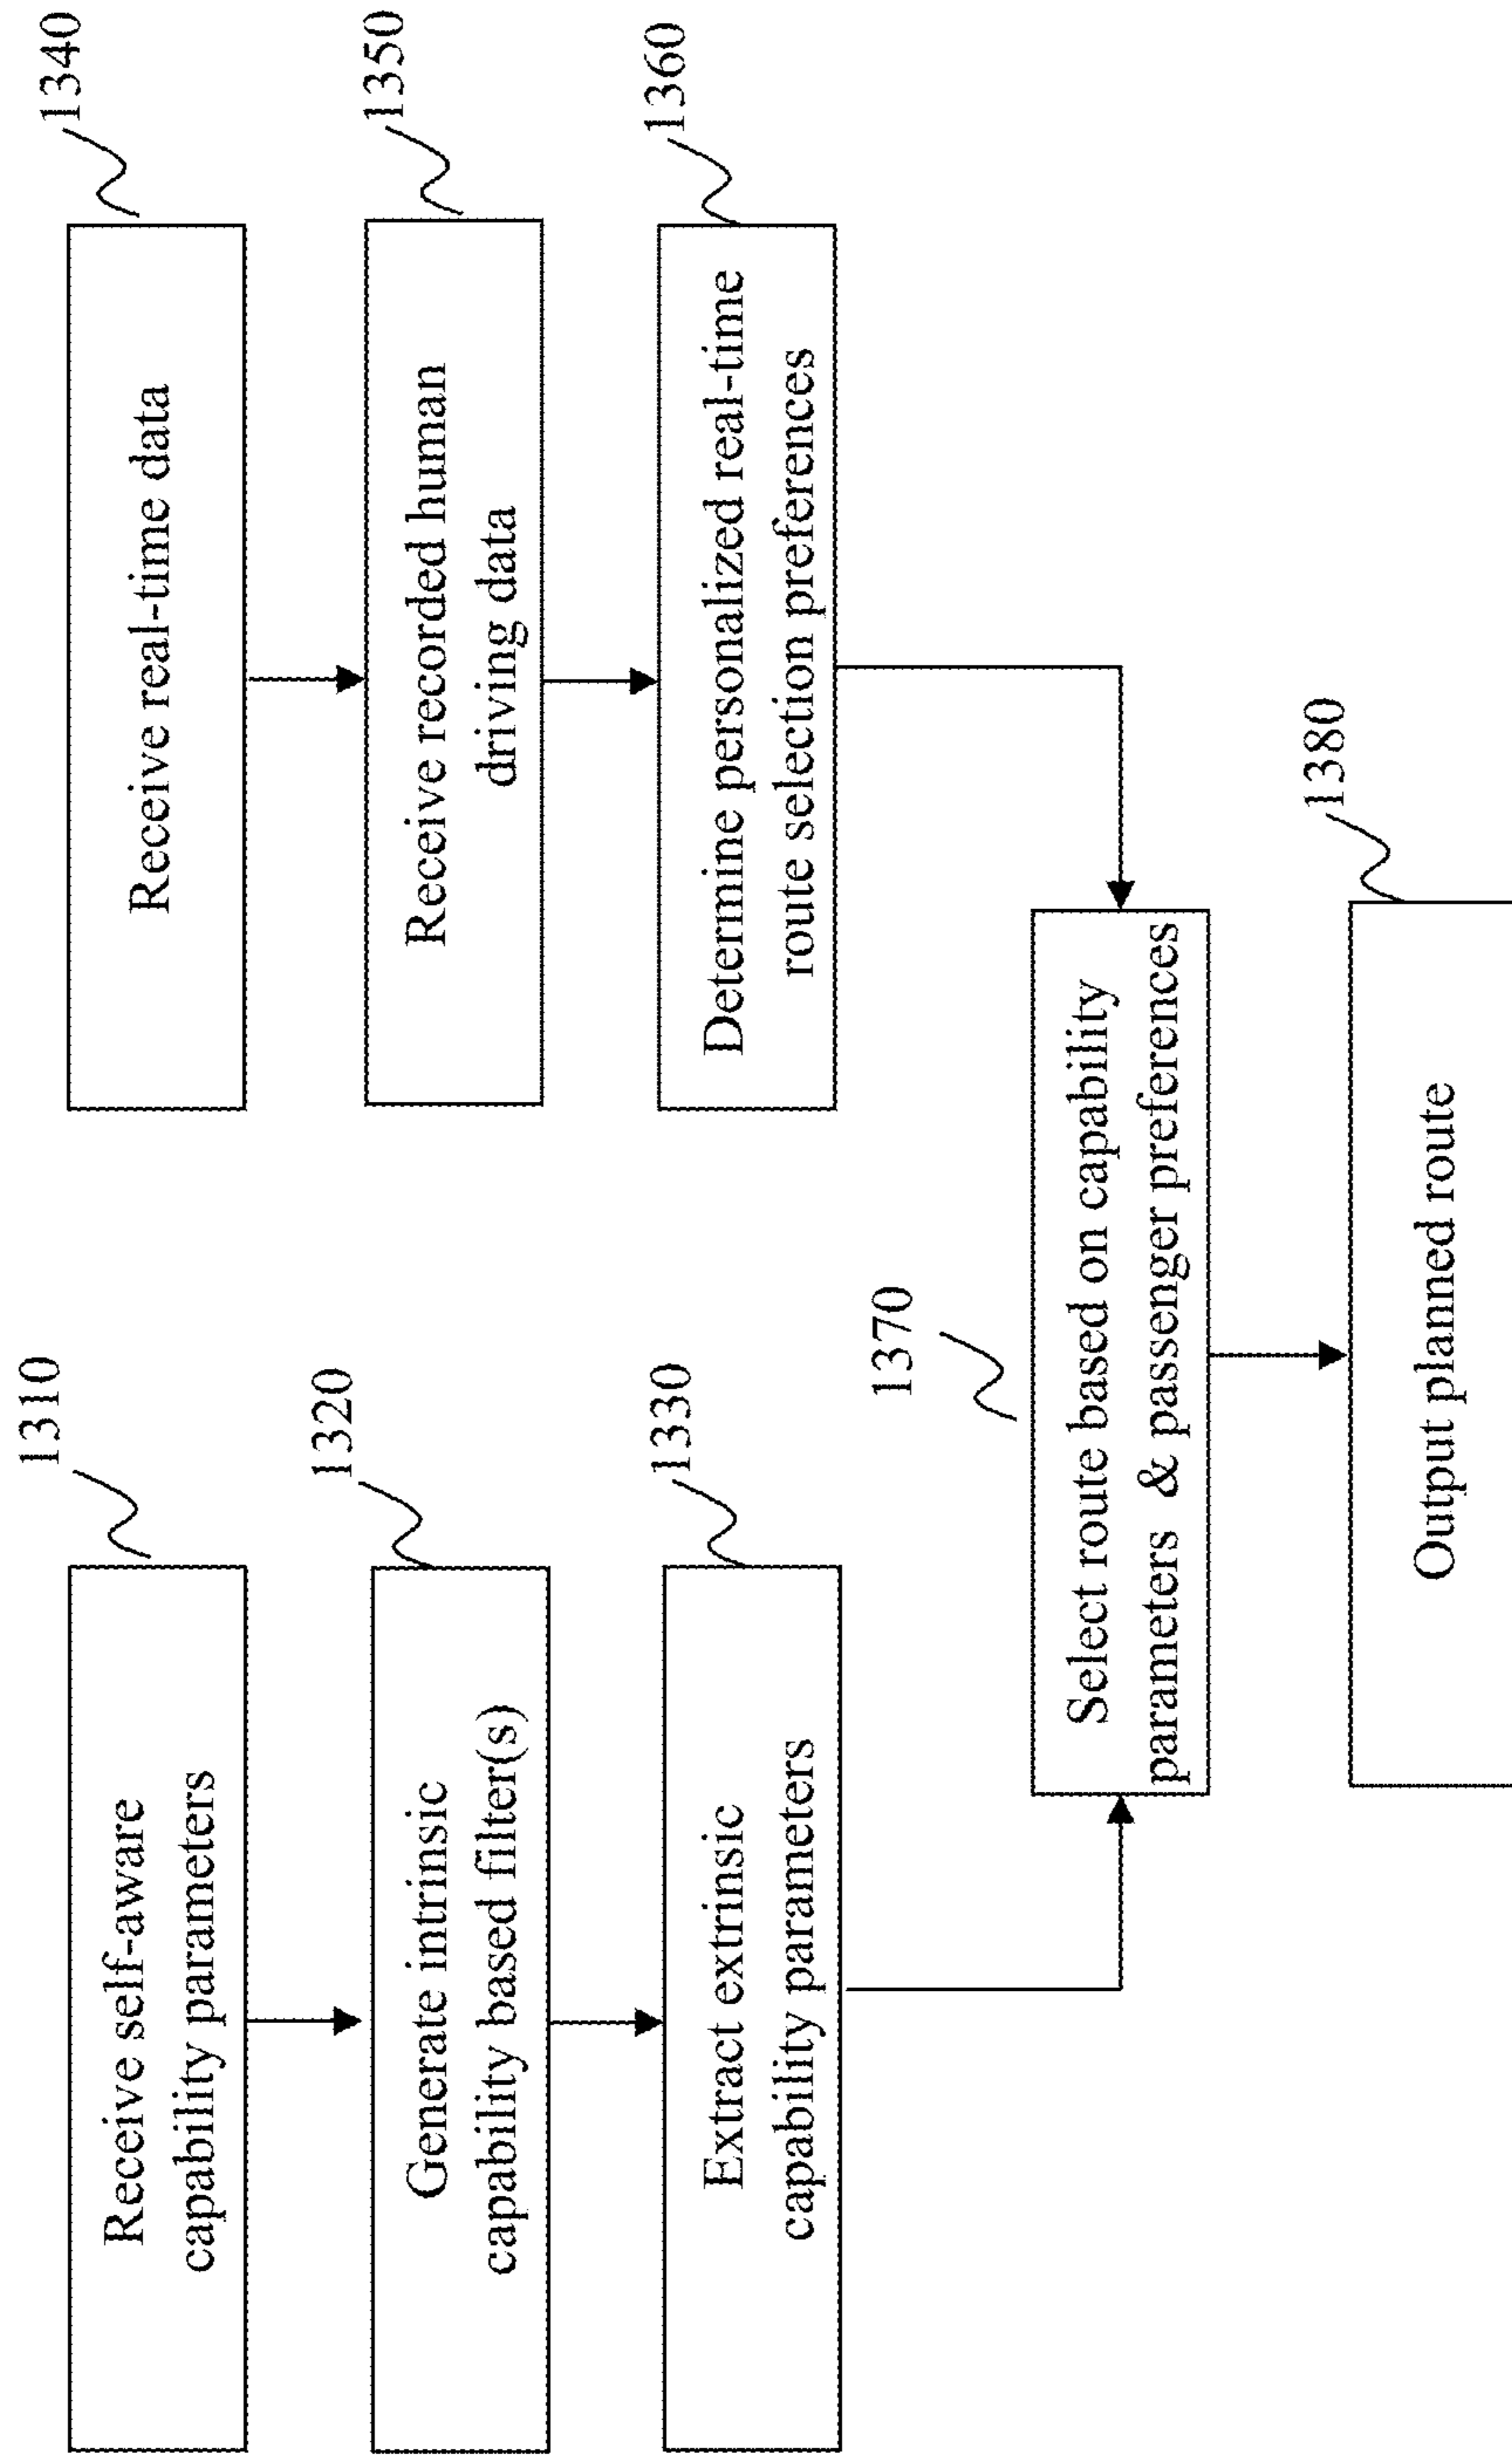 1310
Receive self-aware
capability parameters
1320
Generate intrinsic
capability based filter(s)
1330
Extract extrinsic
capability parameters
1340
Receive real-time data
1350
Receive recorded human
driving data
1360
Determine personalized real-time
route selection preferences
1370
Select route based on capability
parameters & passenger preferences
1380
Output planned route